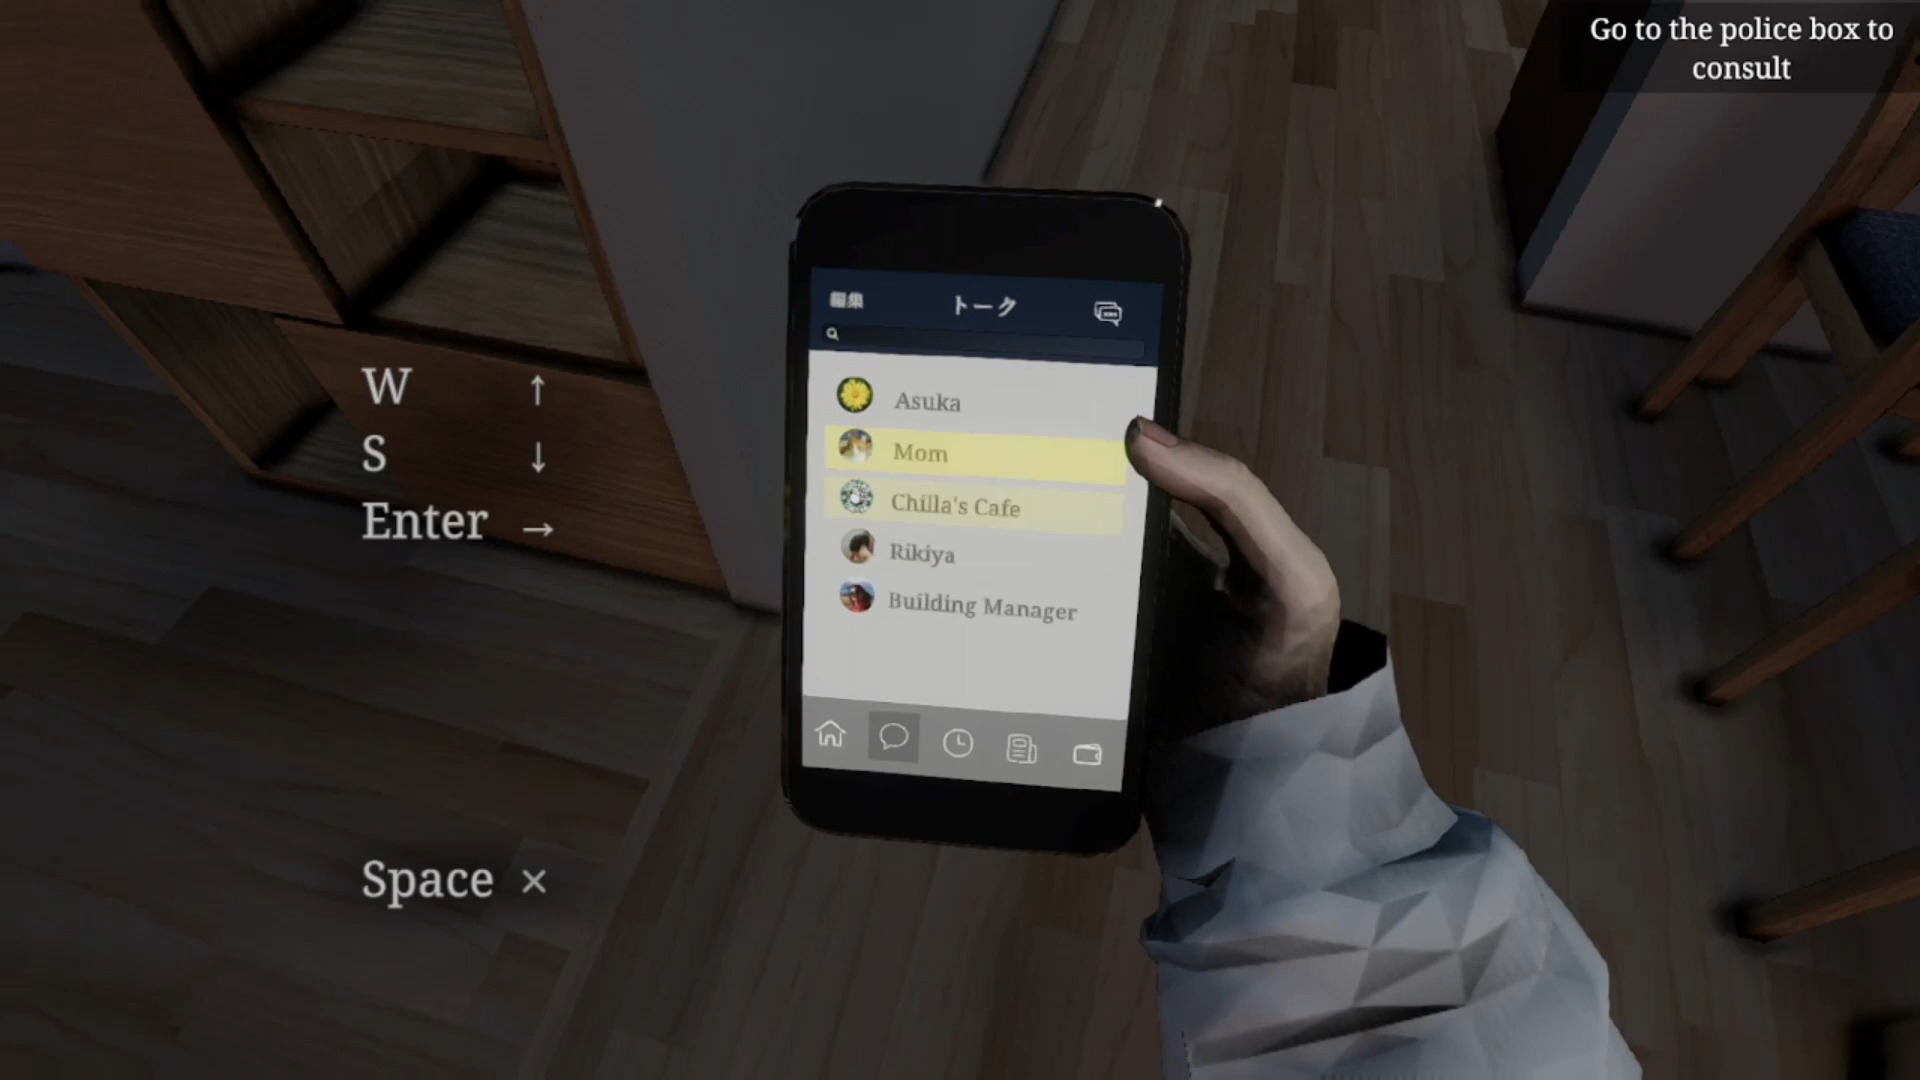 Go to the police box to
consult
編集
トーク
Asuka
Mom
Chilla's Cafe
Rikiya
Building Manager
W ↑
S ↓
Enter →
Space ×